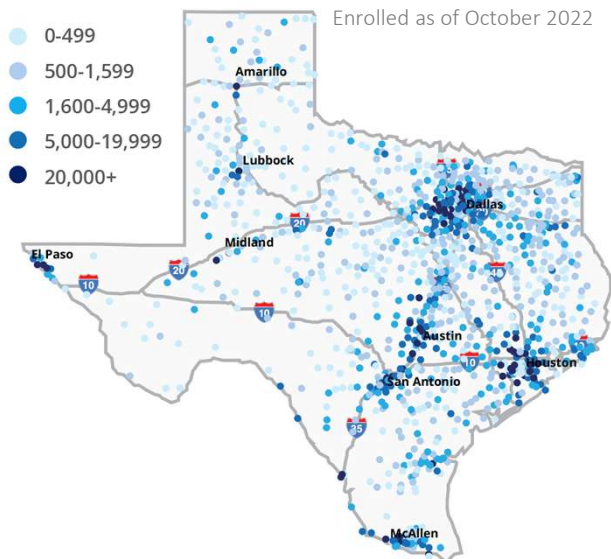 Enrolled as of October 2022
0-499
500-1,599
1,600-4,999
5,000-19,999
20,000+
Amarillo
Lubbock
Dallas
20
Midland
El Paso
20
10
10
45
Austin
10
Houston
San Antonio
35
McAllen